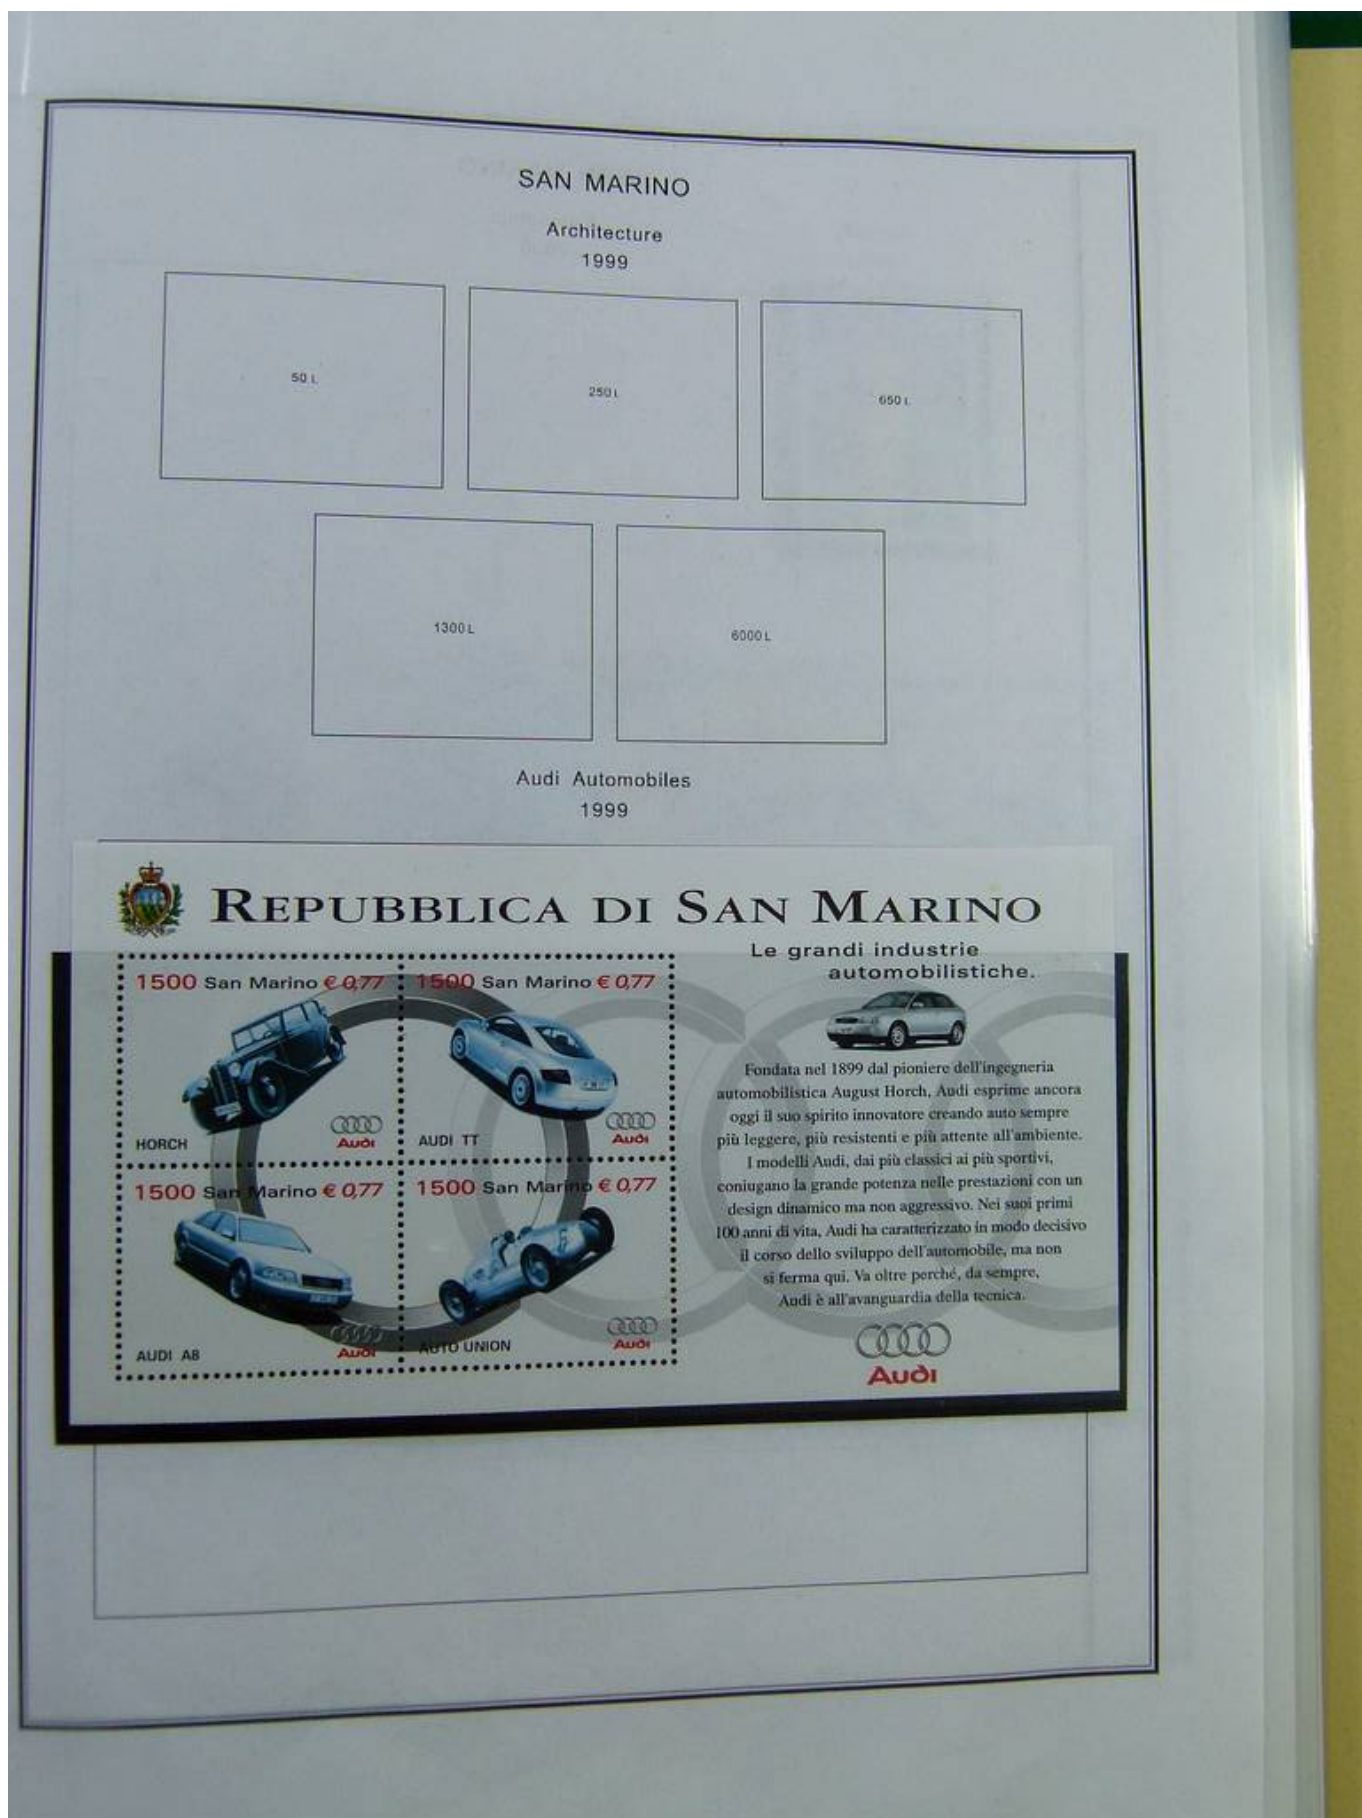 SAN MARINO
Architecture
1999
50 L
250 L
650 L
1300 L
6000 L
Audi Automobiles
1999
REPUBBLICA DI SAN MARINO
Le grandi industrie
automobilistiche.
1500 San Marino € 0,77
HORCH
Audi
1500 San Marino € 0,77
AUDI TT
Audi
1500 San Marino € 0,77
AUDI A8
Audi
1500 San Marino € 0,77
AUTO UNION
Audi
Fondata nel 1899 dal pioniere dell'ingegneria
automobilistica August Horch, Audi esprime ancora
oggi il suo spirito innovatore creando auto sempre
più leggere, più resistenti e più attente all'ambiente.
I modelli Audi, dai più classici ai più sportivi,
coniugano la grande potenza nelle prestazioni con un
design dinamico ma non aggressivo. Nei suoi primi
100 anni di vita, Audi ha caratterizzato in modo decisivo
il corso dello sviluppo dell'automobile, ma non
si ferma qui. Va oltre perché, da sempre,
Audi è all'avanguardia della tecnica.
Audi